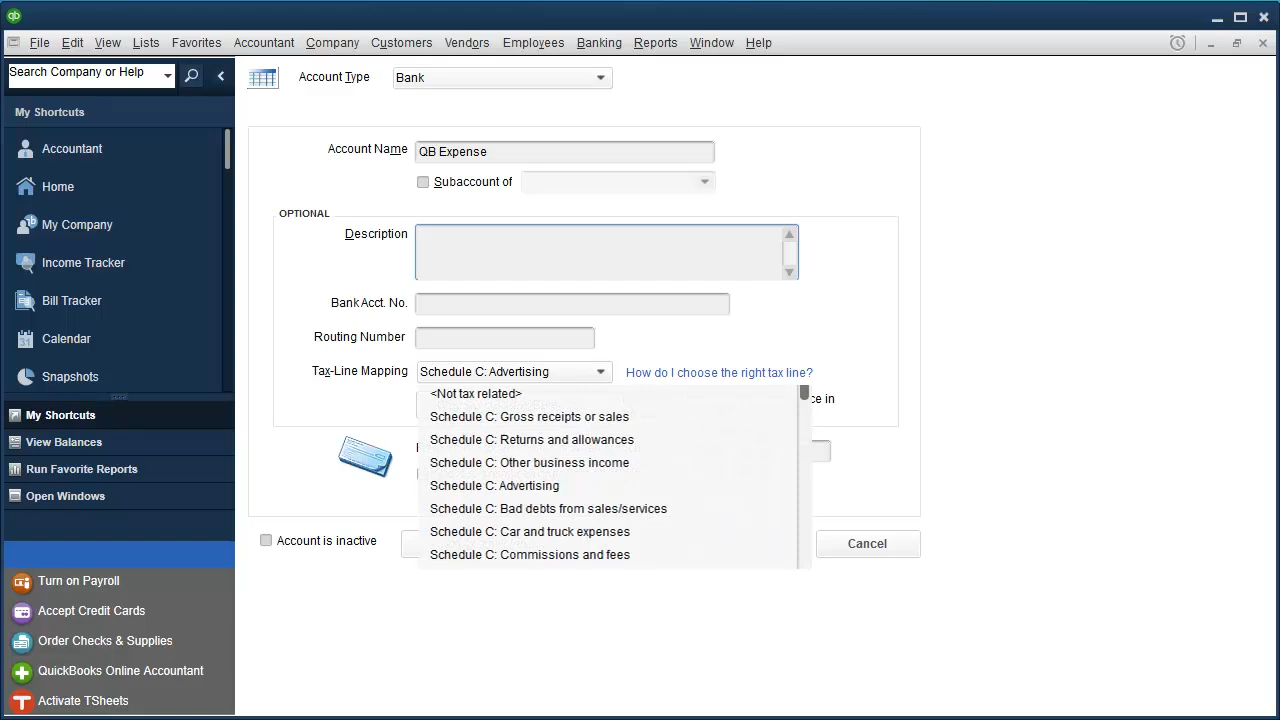 qb
File Edit View Lists Favorites Accountant Company Customers Vendors Employees Banking Reports Window Help
Search Company or Help
My Shortcuts
Accountant
Home
My Company
Income Tracker
Bill Tracker
Calendar
Snapshots
My Shortcuts
View Balances
Run Favorite Reports
Open Windows
Turn on Payroll
Accept Credit Cards
Order Checks & Supplies
QuickBooks Online Accountant
Activate TSheets
Account Type Bank
Account Name QB Expense
Subaccount of
OPTIONAL
Description
Bank Acct. No.
Routing Number
Tax-Line Mapping Schedule C: Advertising How do I choose the right tax line?
<Not tax related>
Schedule C: Gross receipts or sales
Schedule C: Returns and allowances
Schedule C: Other business income
Schedule C: Advertising
Schedule C: Bad debts from sales/services
Schedule C: Car and truck expenses
Schedule C: Commissions and fees
Account is inactive
Cancel